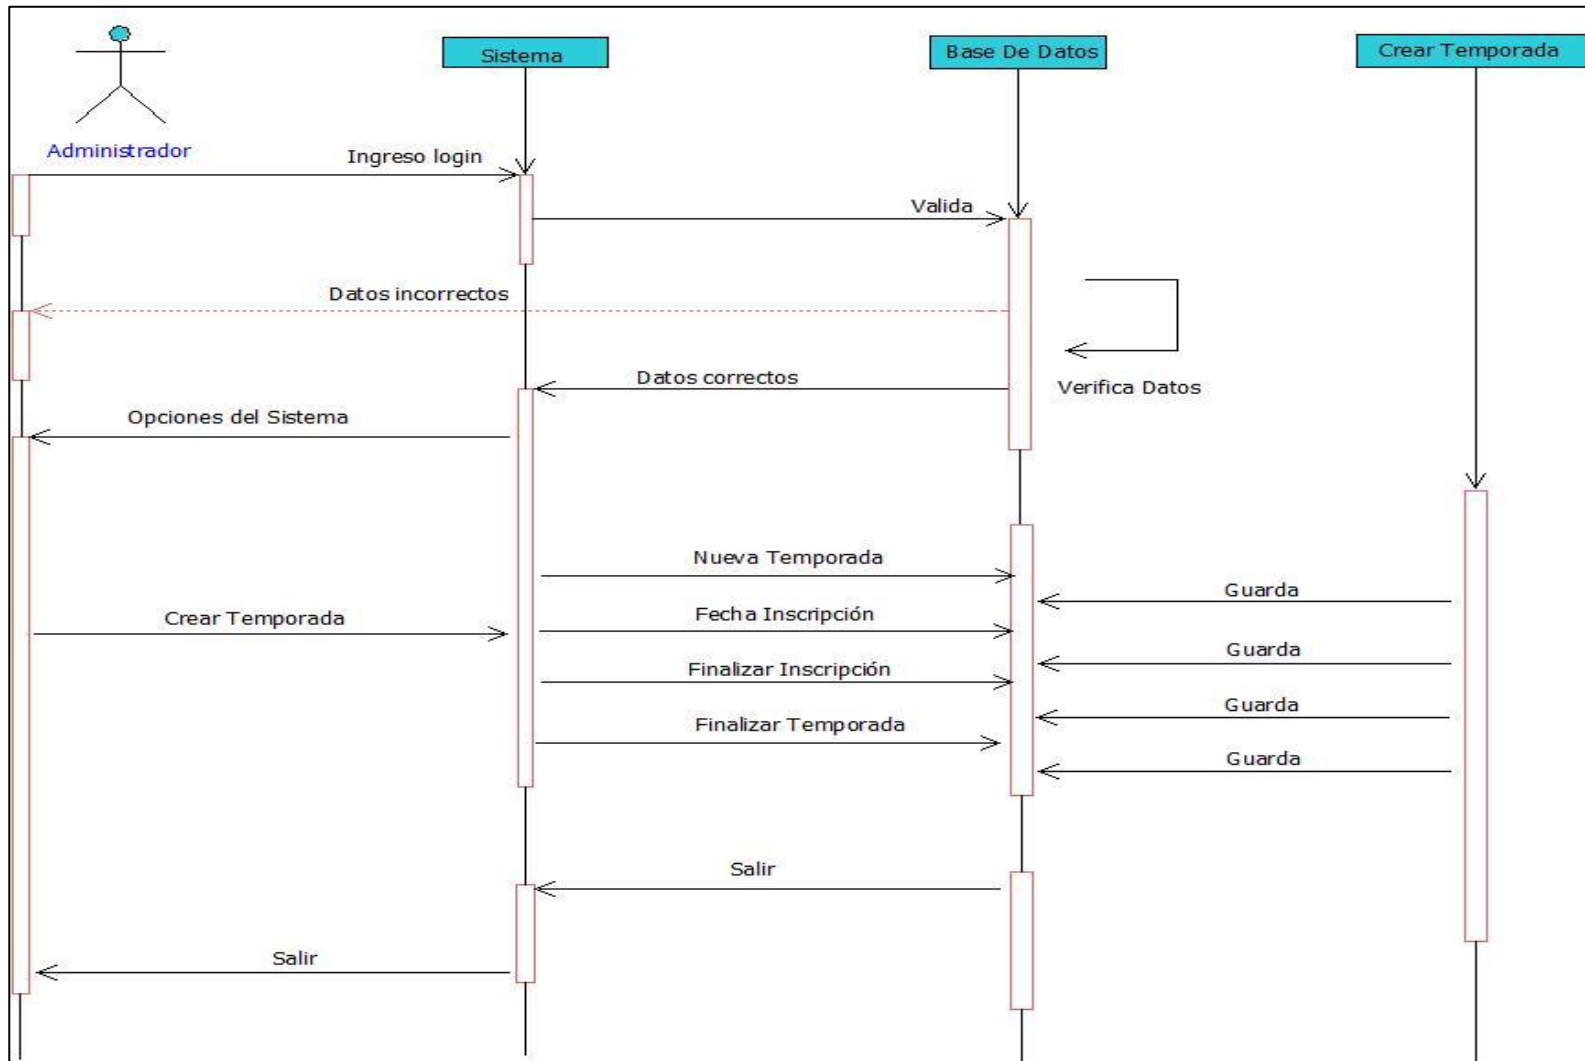 Sistema
Base De Datos
Crear Temporada
Administrador
Ingreso login
Valida
Datos incorrectos
Datos correctos
Verifica Datos
Opciones del Sistema
Nueva Temporada
Guarda
Crear Temporada
Fecha Inscripción
Guarda
Finalizar Inscripción
Guarda
Finalizar Temporada
Guarda
Salir
Salir